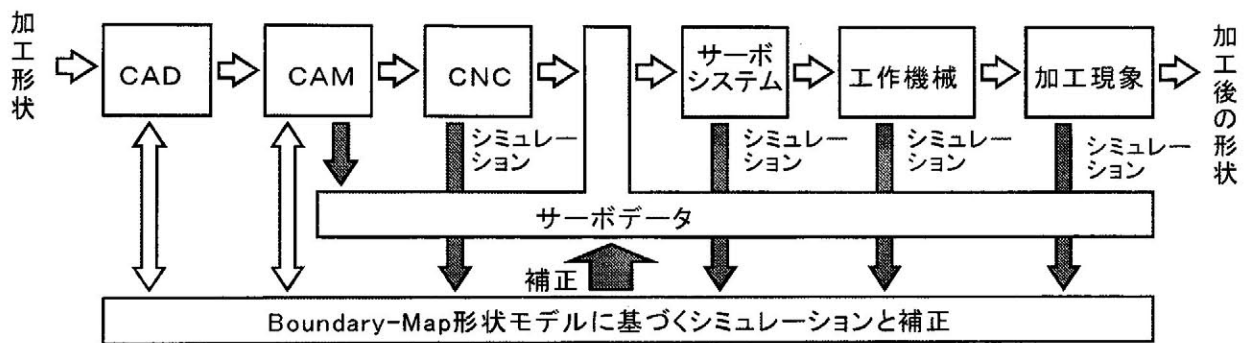 加工形状
CAD
CAM
CNC
サーボ
システム
工作機械
加工現象
加工後の形状
シミュレー
ション
シミュレー
ション
シミュレー
ション
シミュレー
ション
サーボデータ
補正
Boundary-Map形状モデルに基づくシミュレーションと補正